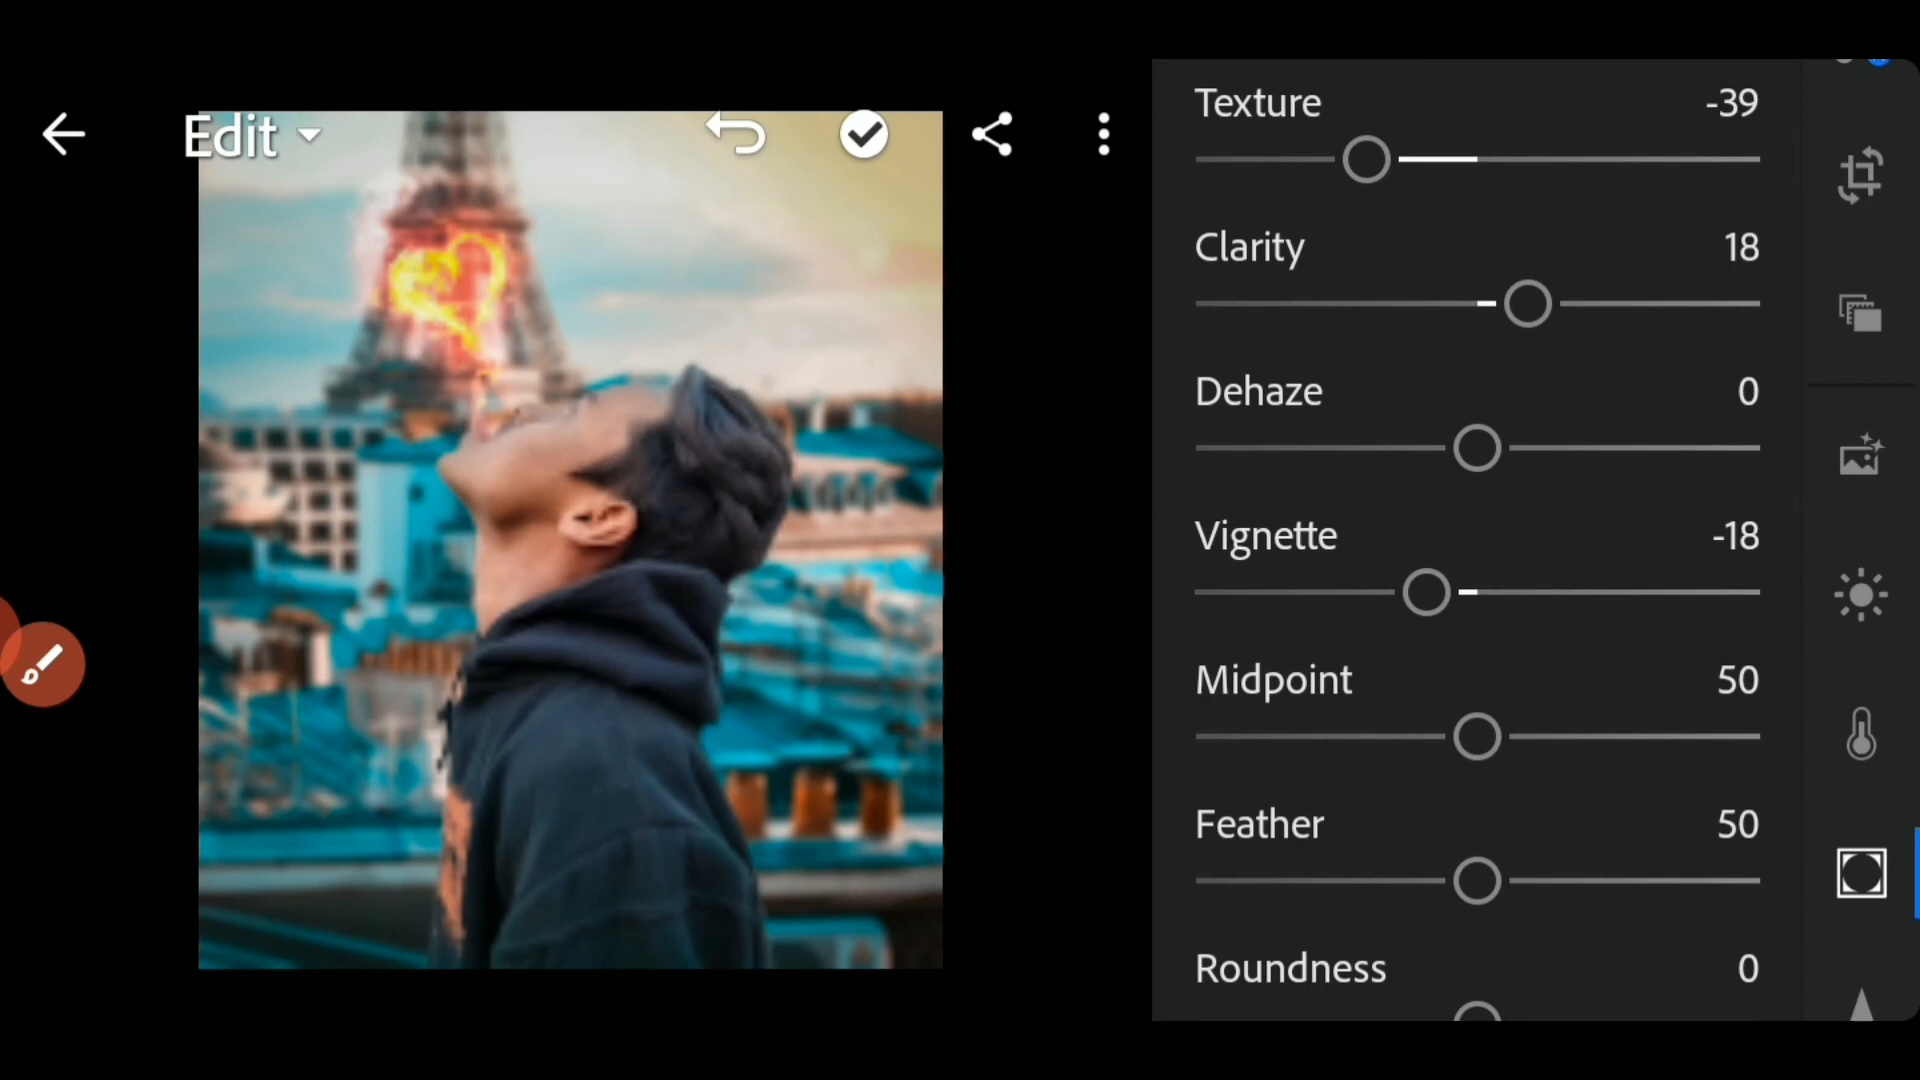 Edit
Texture -39
Clarity 18
Dehaze 0
Vignette -18
Midpoint 50
Feather 50
Roundness 0